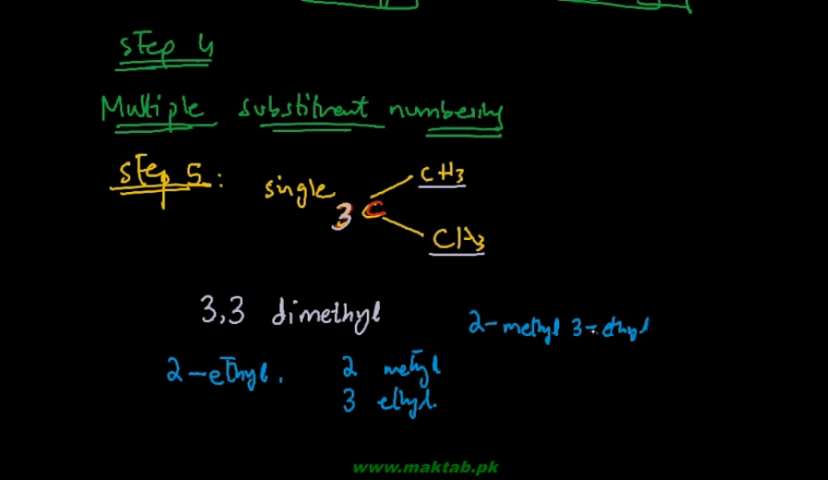 step 4
Multiple substituent numbering
step 5 : single 3 C CH3
CH3
3,3 dimethyl
2-methyl 3-ethyl
2-ethyl. 2 methyl
3 ethyl.
www.maktab.pk